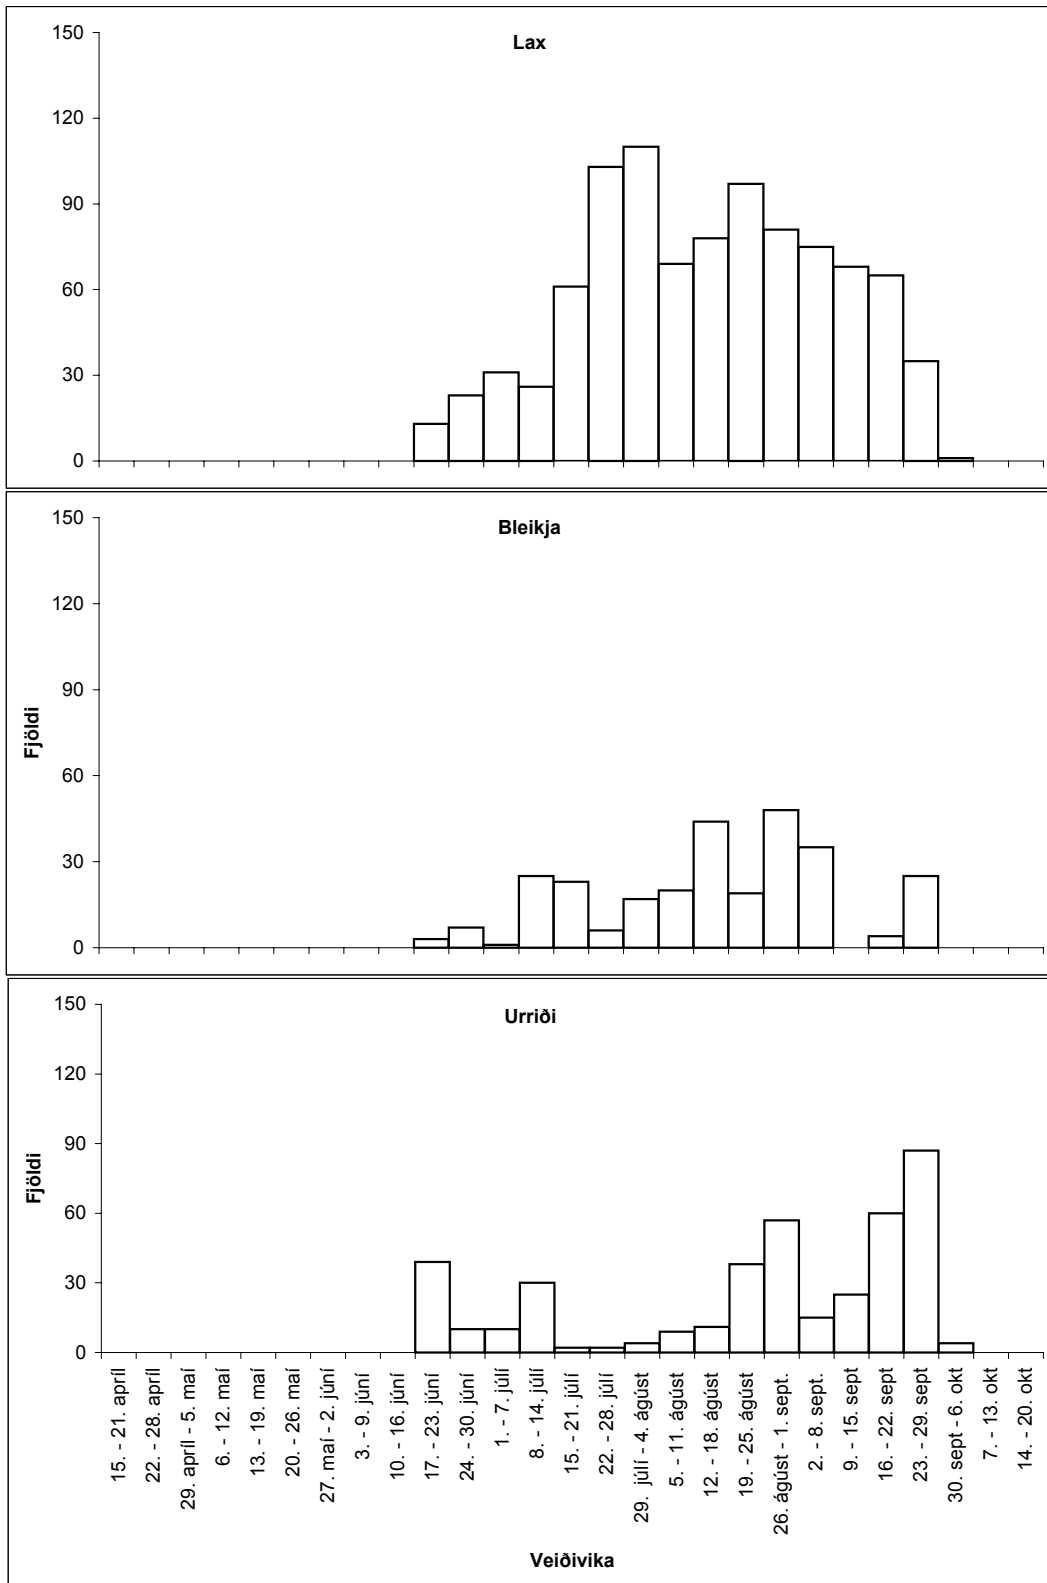 Lax
150
120
90
60
30
0
Bleikja
150
120
90
60
30
0
Fjöldi
Urriði
150
120
90
60
30
0
Fjöldi
15. - 21. apríl
22. - 28. apríl
29. apríl - 5. maí
6. - 12. maí
13. - 19. maí
20. - 26. maí
27. maí - 2. júní
3. - 9. júní
10. - 16. júní
17. - 23. júní
24. - 30. júní
1. - 7. júlí
8. - 14. júlí
15. - 21. júlí
22. - 28. júlí
29. júlí - 4. ágúst
5. - 11. ágúst
12. - 18. ágúst
19. - 25. ágúst
26. ágúst - 1. sept.
2. - 8. sept.
9. - 15. sept
16. - 22. sept
23. - 29. sept
30. sept - 6. okt
7. - 13. okt
14. - 20. okt
Veiðivika